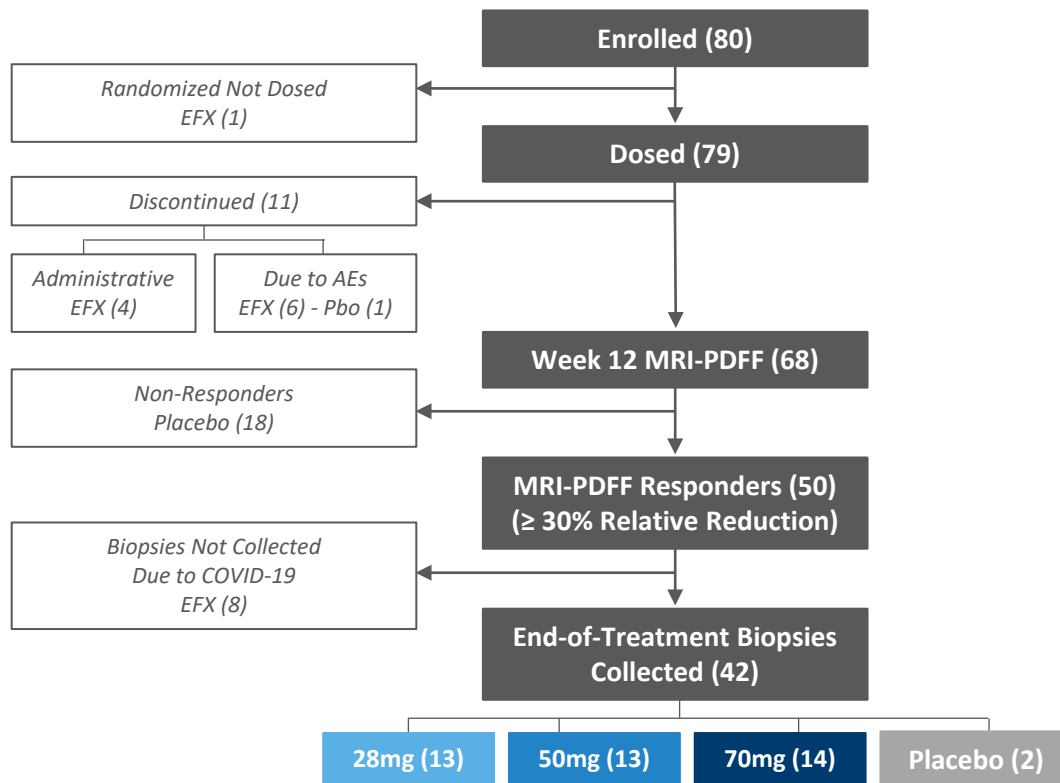 Enrolled (80)
Randomized Not Dosed
EFX (1)
Dosed (79)
Discontinued (11)
Administrative
EFX (4)
Due to AEs
EFX (6) - Pbo (1)
Week 12 MRI-PDFF (68)
Non-Responders
Placebo (18)
MRI-PDFF Responders (50)
(≥ 30% Relative Reduction)
Biopsies Not Collected
Due to COVID-19
EFX (8)
End-of-Treatment Biopsies
Collected (42)
28mg (13)
50mg (13)
70mg (14)
Placebo (2)